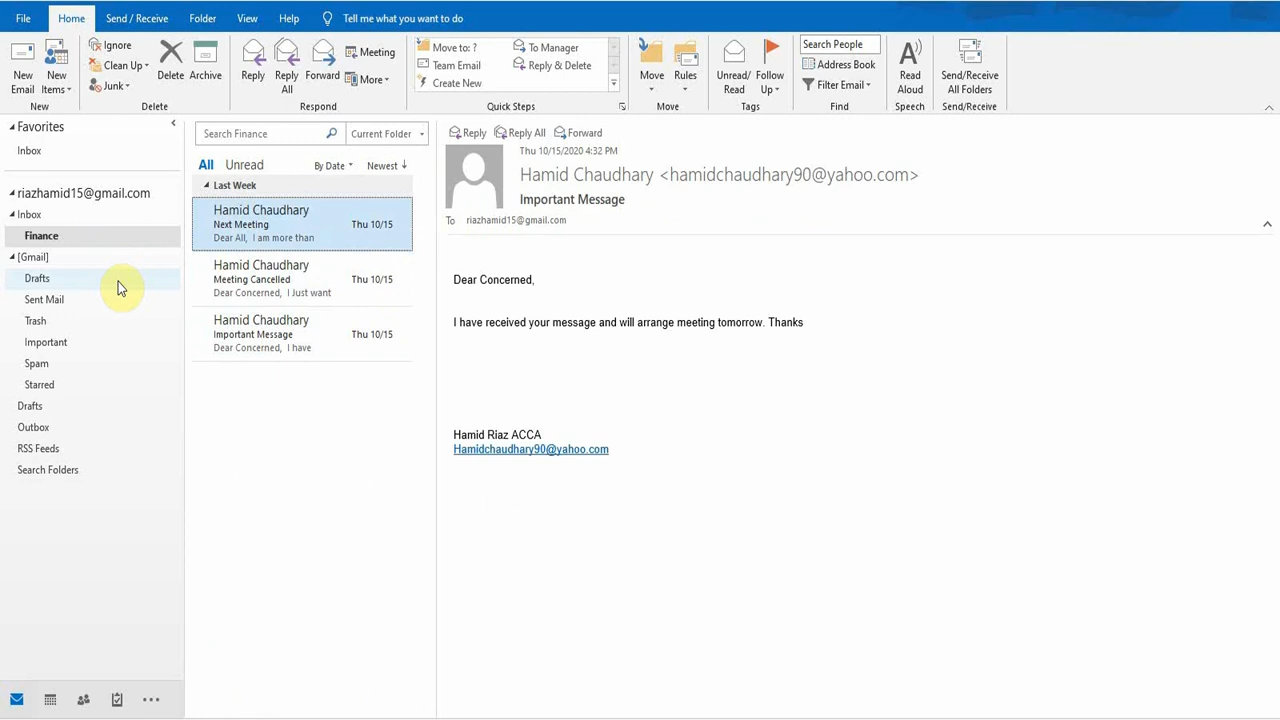 File Home Send / Receive Folder View Help Tell me what you want to do
New Email
New Items
New
Ignore
Clean Up
Junk
Delete
Archive
Delete
Reply
Reply All
Forward
Meeting
More
Respond
Move to: ?
Team Email
Create New
To Manager
Reply & Delete
Quick Steps
Move
Rules
Move
Unread/ Read
Follow Up
Tags
Search People
Address Book
Filter Email
Find
Read Aloud
Speech
Send/Receive All Folders
Send/Receive
Favorites
Inbox
riazhamid15@gmail.com
Inbox
Finance
[Gmail]
Drafts
Sent Mail
Trash
Important
Spam
Starred
Drafts
Outbox
RSS Feeds
Search Folders
Search Finance
Current Folder
All Unread
By Date Newest
Last Week
Hamid Chaudhary
Next Meeting Thu 10/15
Dear All, I am more than
Hamid Chaudhary
Meeting Cancelled Thu 10/15
Dear Concerned, I Just want
Hamid Chaudhary
Important Message Thu 10/15
Dear Concerned, I have
Reply Reply All Forward
Thu 10/15/2020 4:32 PM
Hamid Chaudhary <hamidchaudhary90@yahoo.com>
Important Message
To riazhamid15@gmail.com
Dear Concerned,
I have received your message and will arrange meeting tomorrow. Thanks
Hamid Riaz ACCA
Hamidchaudhary90@yahoo.com